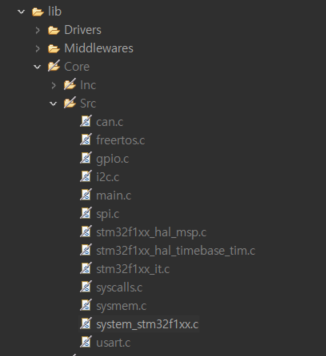 lib
Drivers
Middlewares
Core
Inc
Src
can.c
freertos.c
gpio.c
i2c.c
main.c
spi.c
stm32f1xx_hal_msp.c
stm32f1xx_hal_timebase_tim.c
stm32f1xx_it.c
syscalls.c
sysmem.c
system_stm32f1xx.c
usart.c